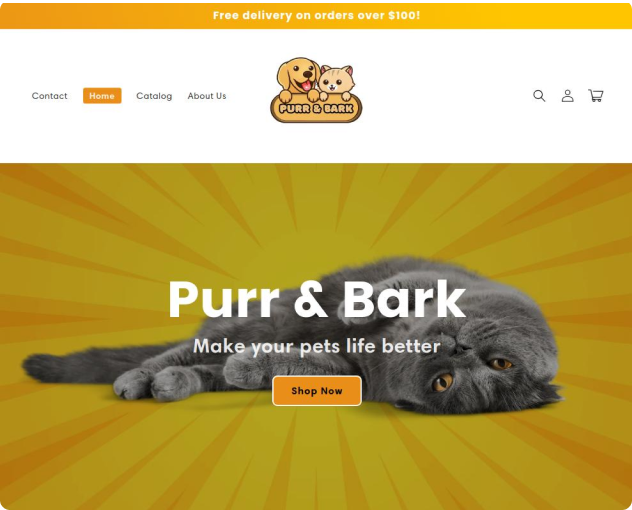 Free delivery on orders over $100!
Contact Home Catalog About Us
PURR & BARK
Purr & Bark
Make your pets life better
Shop Now